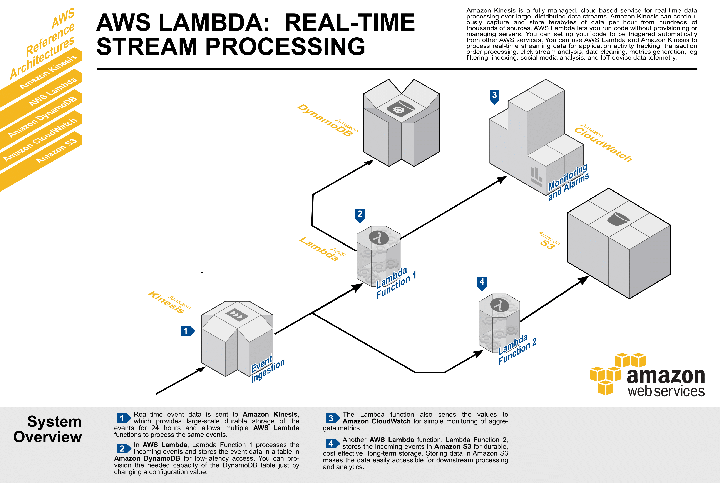 AWS
Reference
Architectures
Amazon Kinesis
AWS Lambda
Amazon DynamoDB
Amazon CloudWatch
Amazon S3
AWS LAMBDA: REAL-TIME
STREAM PROCESSING
Amazon Kinesis is a fully managed, cloud-based service for real-time data
processing over large, distributed data streams. Amazon Kinesis can continu-
ously capture and store terabytes of data per hour from hundreds of
thousands of sources. AWS Lambda lets you run code without provisioning or
managing servers. You can set up your code to be triggered automatically
from other AWS services. You can use AWS Lambda and Amazon Kinesis to
process real-time streaming data for application activity tracking, transaction
order processing, click stream analysis, data cleaning, metrics generation, log
filtering, indexing, social media analysis, and IoT device data telemetry.
3
Amazon
DynamoDB
Amazon
CloudWatch
Monitoring
and Alarms
2
AWS
Lambda
Lambda
Function 1
Amazon
S3
4
Amazon
Kinesis
1
Event
Ingestion
Lambda
Function 2
amazon
web services
System
Overview
1 Real-time event data is sent to Amazon Kinesis,
which provides large-scale durable storage of the
events for 24 hours and allows multiple AWS Lambda
functions to process the same events.
2 In AWS Lambda, Lambda Function 1 processes the
incoming events and stores the event data in a table in
Amazon DynamoDB for low-latency access. You can pro-
vision the needed capacity of the DynamoDB table just by
changing a configuration value.
3 The Lambda function also sends the values to
Amazon CloudWatch for simple monitoring of aggre-
gate metrics.
4 Another AWS Lambda function, Lambda Function 2,
stores the incoming events in Amazon S3 for durable,
cost effective, long-term storage. Storing data in Amazon S3
makes the data easily accessible for downstream processing
and analytics.